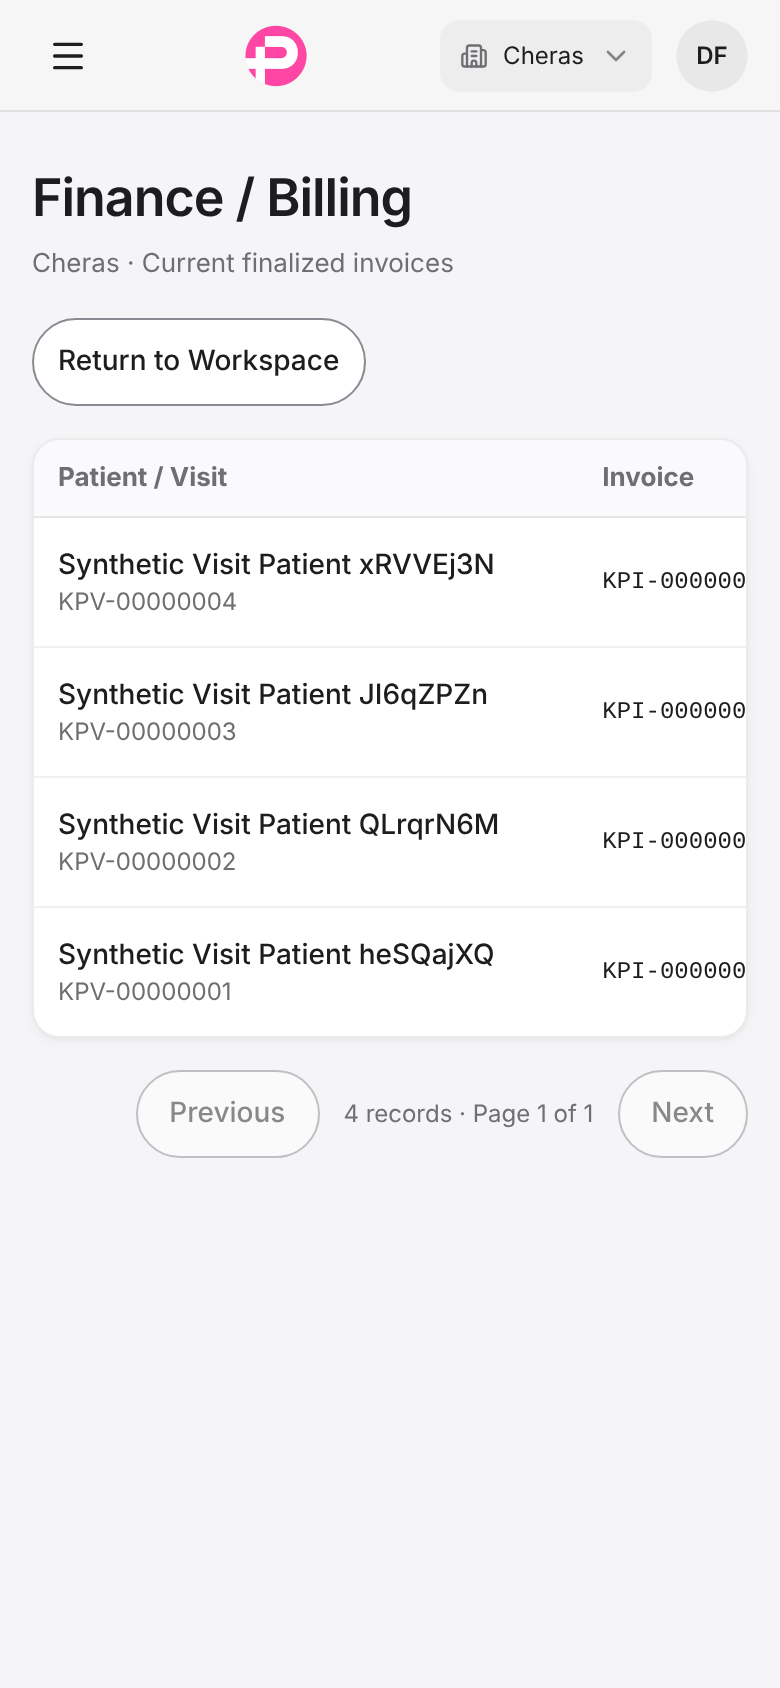 Cheras
DF
Finance / Billing
Cheras · Current finalized invoices
Return to Workspace
Patient / Visit Invoice
Synthetic Visit Patient xRVVEj3N
KPV-00000004
KPI-000000
Synthetic Visit Patient JI6qZPZn
KPV-00000003
KPI-000000
Synthetic Visit Patient QLrqrN6M
KPV-00000002
KPI-000000
Synthetic Visit Patient heSQajXQ
KPV-00000001
KPI-000000
Previous 4 records · Page 1 of 1 Next